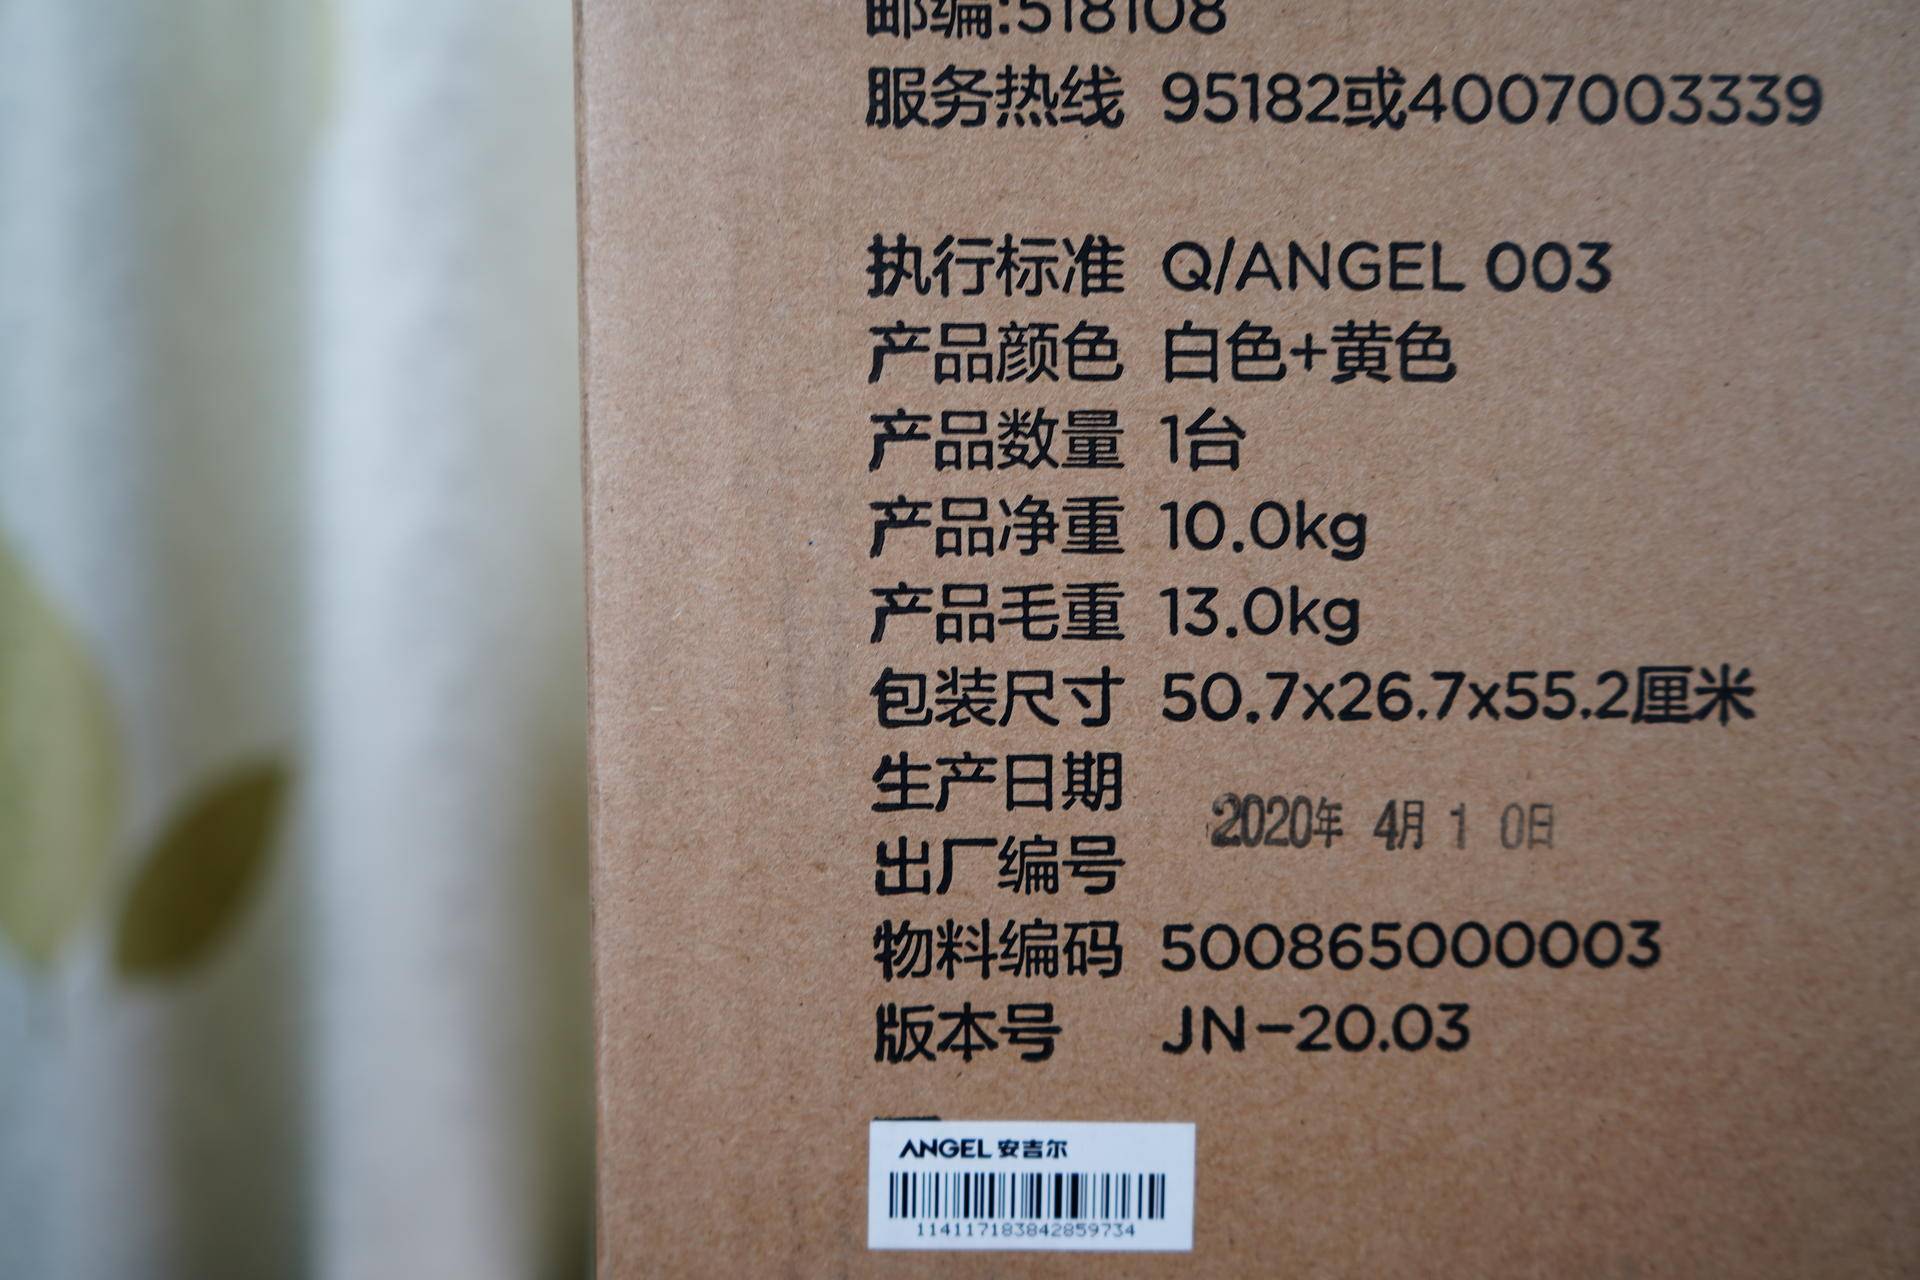 邮编:518108
服务热线 95182或4007003339
执行标准 Q/ANGEL 003
产品颜色 白色+黄色
产品数量 1台
产品净重 10.0kg
产品毛重 13.0kg
包装尺寸 50.7x26.7x55.2厘米
生产日期
2020年 4月 1 0日
出厂编号
物料编码 500865000003
版本号 JN-20.03
ANGEL 安吉尔
114117183842859734